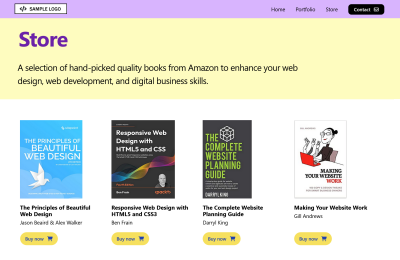 </> SAMPLE LOGO
Home
Portfolio
Store
Contact
Store
A selection of hand-picked quality books from Amazon to enhance your web
design, web development, and digital business skills.
THE PRINCIPLES OF
BEAUTIFUL
WEB DESIGN
Responsive Web
Design with
HTML5 and CSS
Ben Frain
THE
COMPLETE
WEBSITE
PLANNING
GUIDE
DARRYL KING
MAKING
YOUR WEBSITE
WORK
The Principles of Beautiful
Web Design
Jason Beaird & Alex Walker
Buy now
Responsive Web Design with
HTML5 and CSS3
Ben Frain
Buy now
The Complete Website
Planning Guide
Darryl King
Buy now
Making Your Website Work
Gill Andrews
Buy now